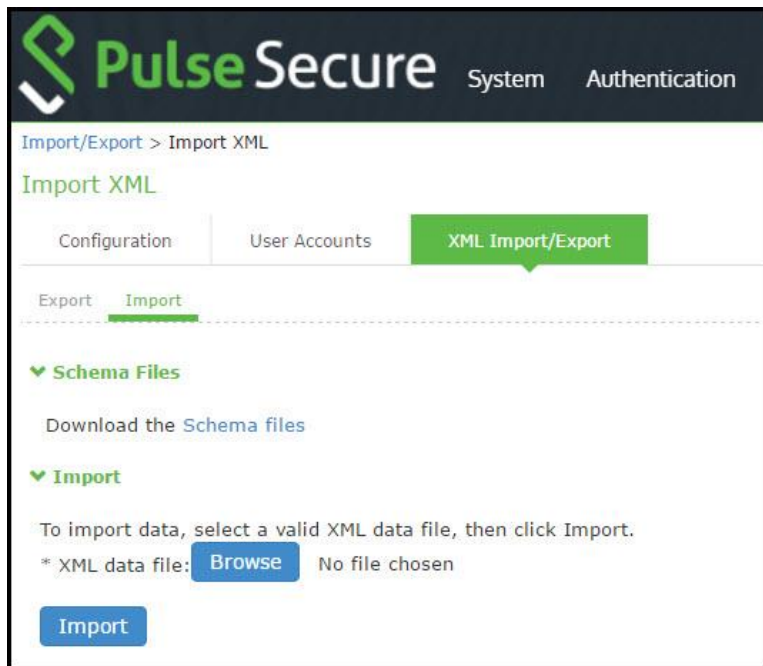 Pulse Secure System Authentication
Import/Export > Import XML
Import XML
Configuration User Accounts XML Import/Export
Export Import
Schema Files
Download the Schema files
Import
To import data, select a valid XML data file, then click Import.
* XML data file: Browse No file chosen
Import